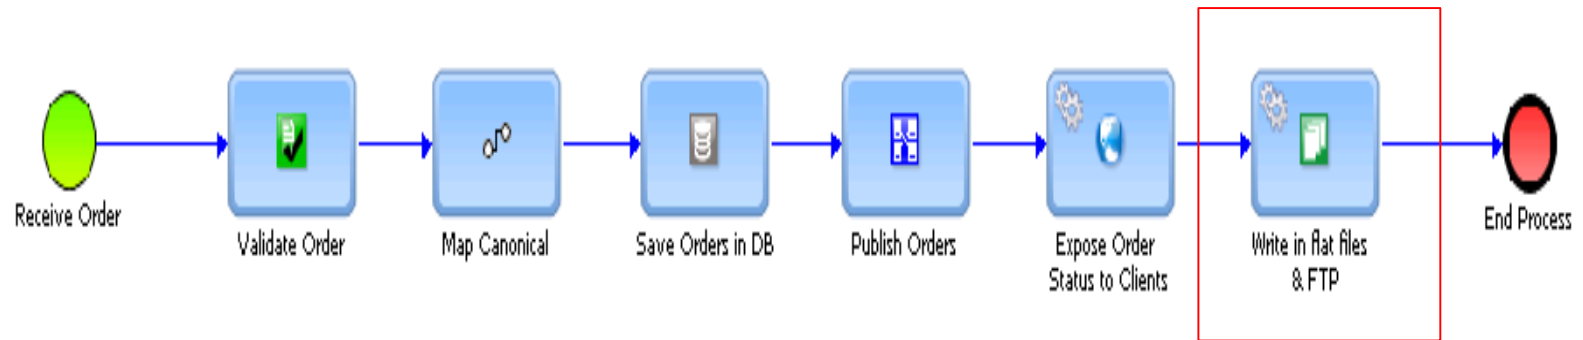 Receive Order
Validate Order
Map Canonical
Save Orders in DB
Publish Orders
Expose Order
Status to Clients
Write in flat files
& FTP
End Process